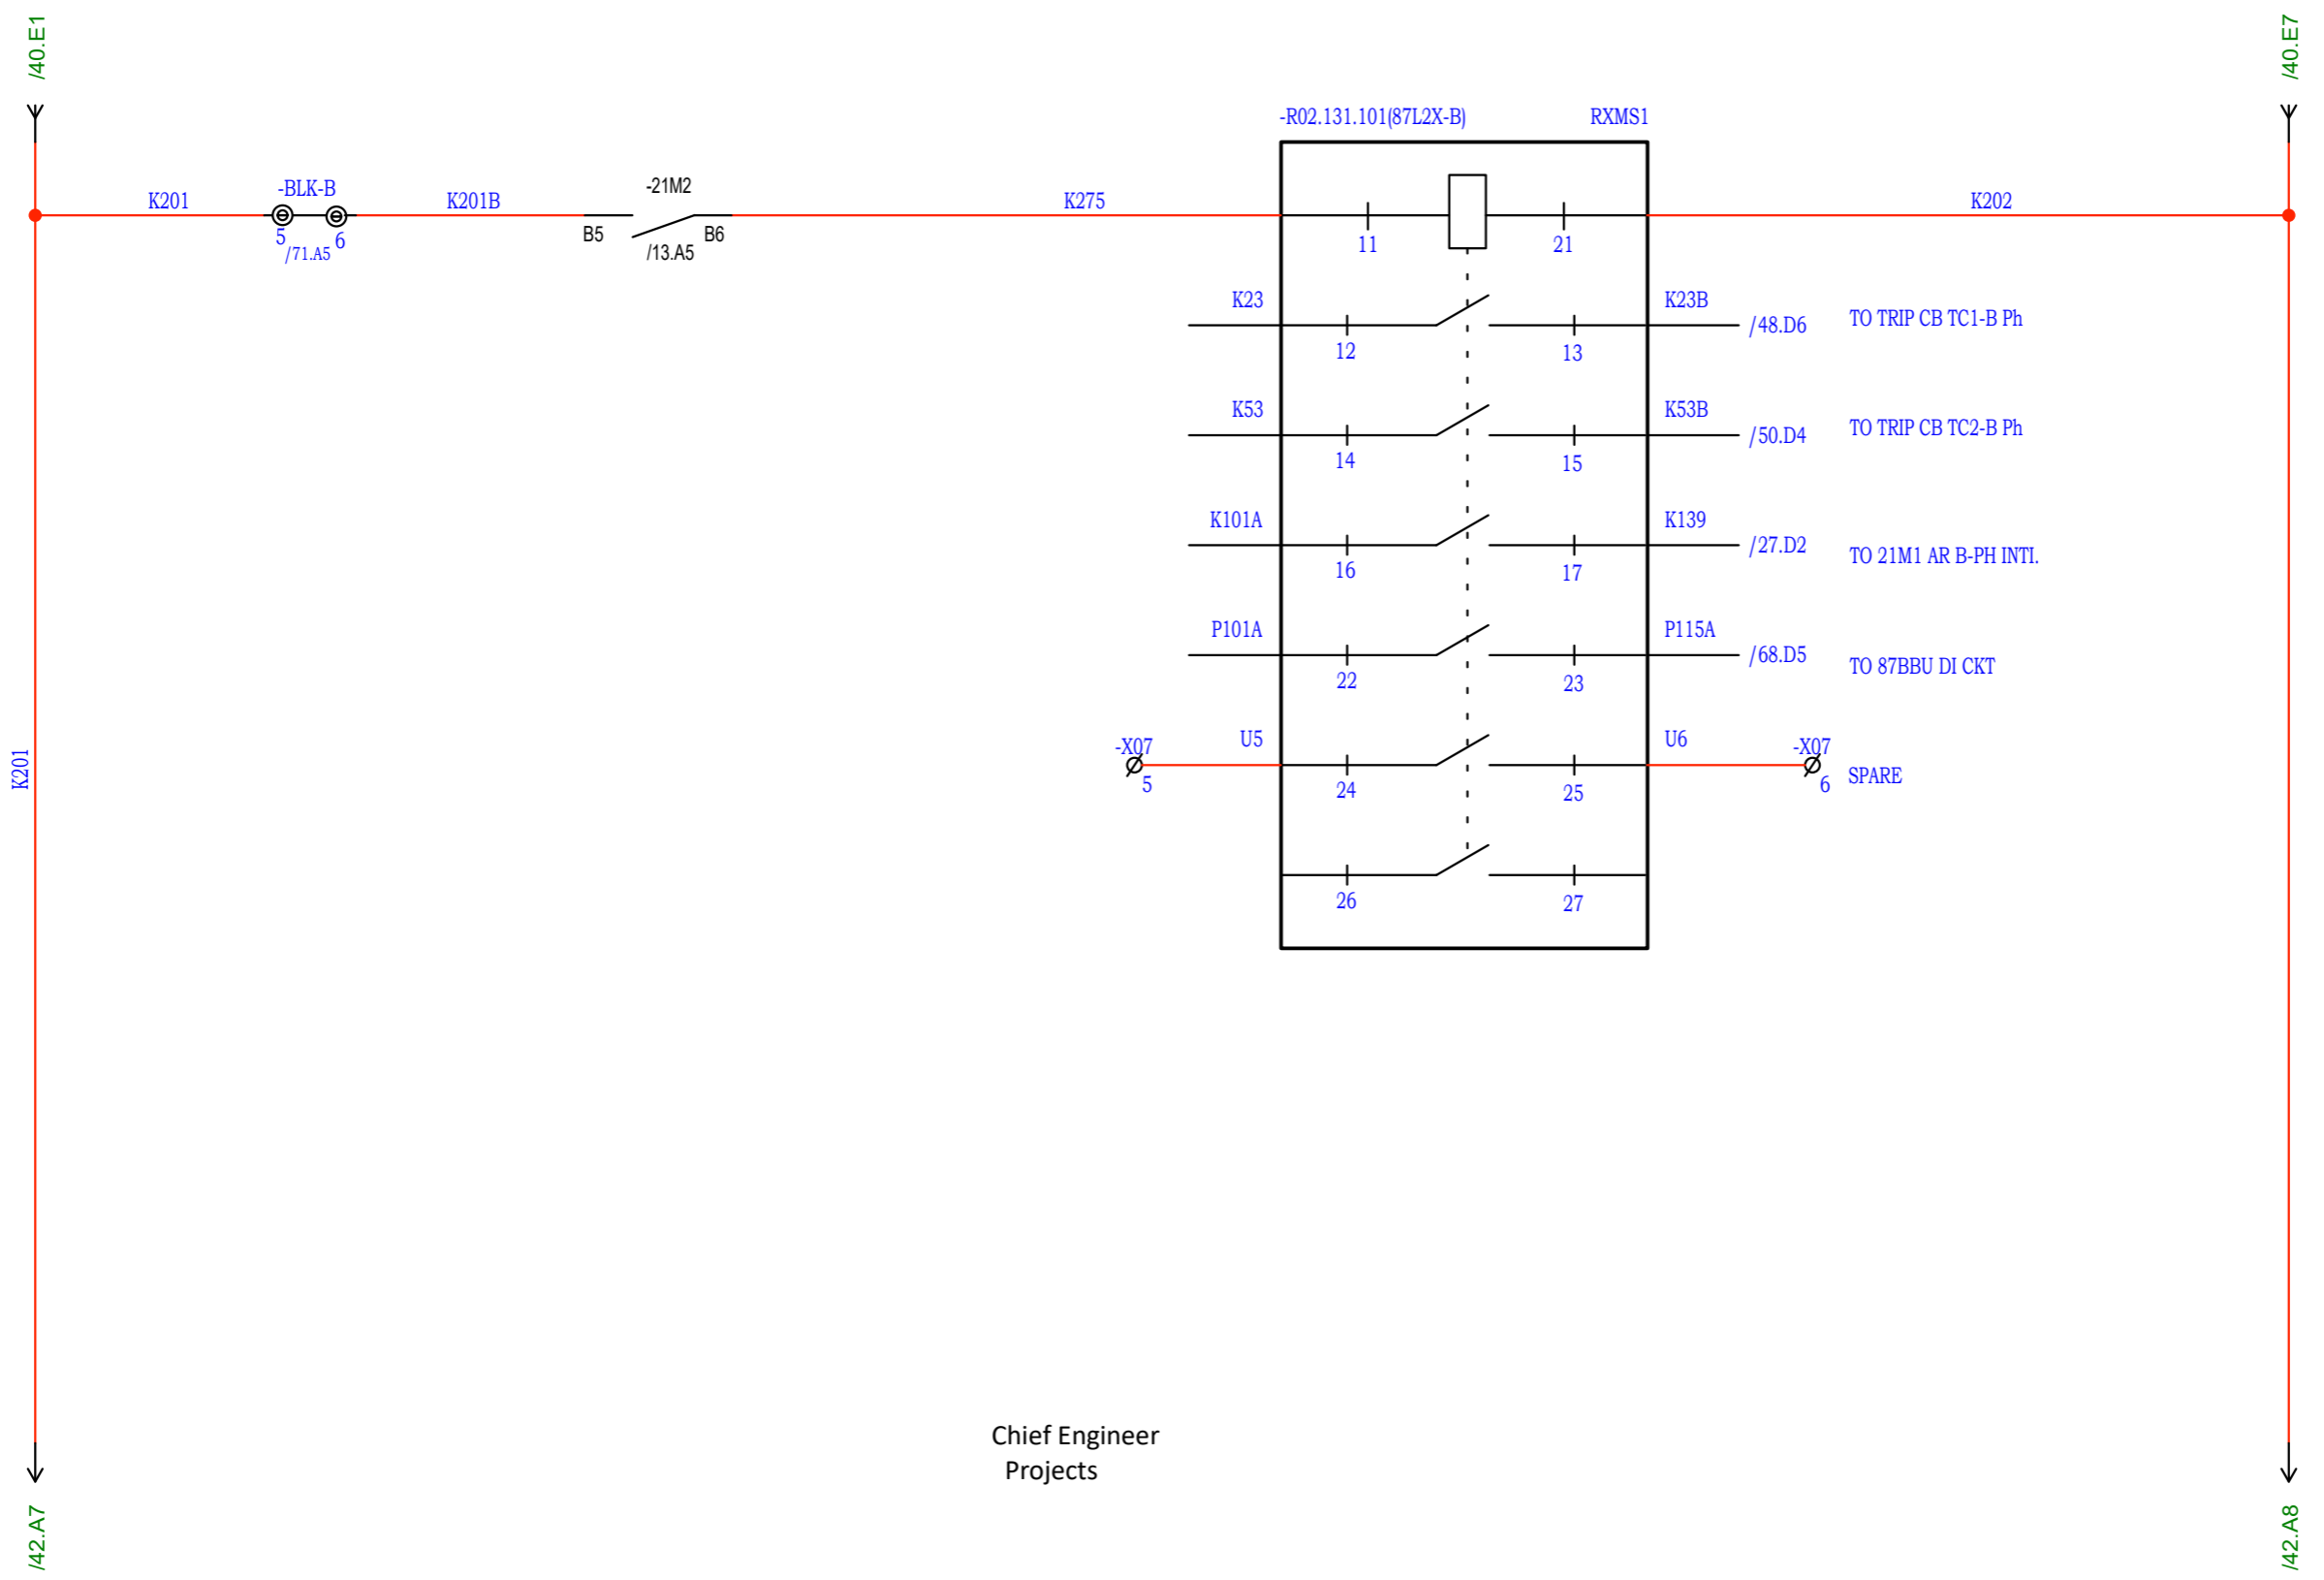 /40.E1
/40.E7
-R02.131.101(87L2X-B) RXMS1
K201 -BLK-B K201B -21M2 K275 K202
5 6 B5 B6 11 21
/71.A5 /13.A5
K23 K23B
/48.D6 TO TRIP CB TC1-B Ph
12 13
K53 K53B
/50.D4 TO TRIP CB TC2-B Ph
14 15
K101A K139
/27.D2 TO 21M1 AR B-PH INTI.
16 17
P101A P115A
/68.D5 TO 87BBU DI CKT
22 23
-X07 U5 U6 -X07
5 24 25 6 SPARE
K201
26 27
Chief Engineer
Projects
/42.A7
/42.A8